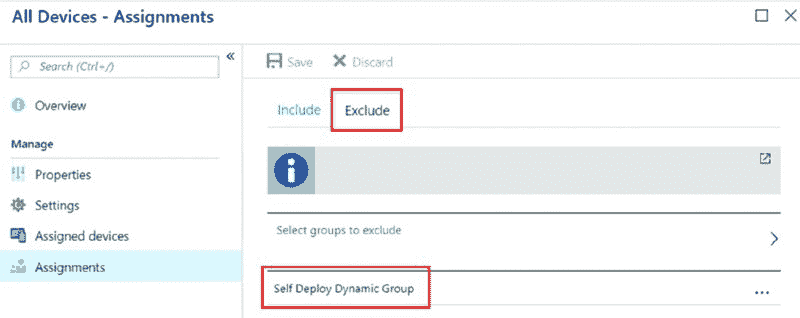 All Devices - Assignments
Search (Ctrl+/)
Save Discard
Overview
Include Exclude
Manage
Properties
Settings
Select groups to exclude
Assigned devices
Assignments
Self Deploy Dynamic Group